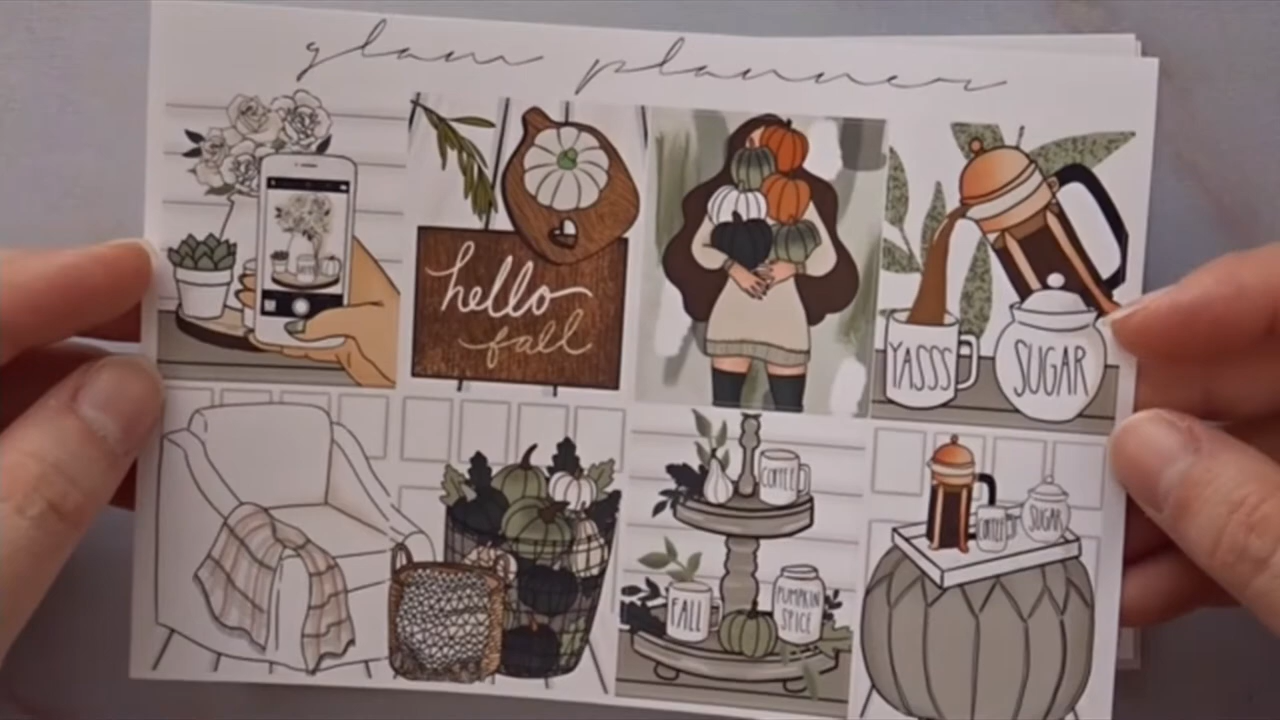 glam planner
hello
fall
YASSS
SUGAR
COFFEE
FALL
PUMPKIN
SPICE
COFFEE
SUGAR